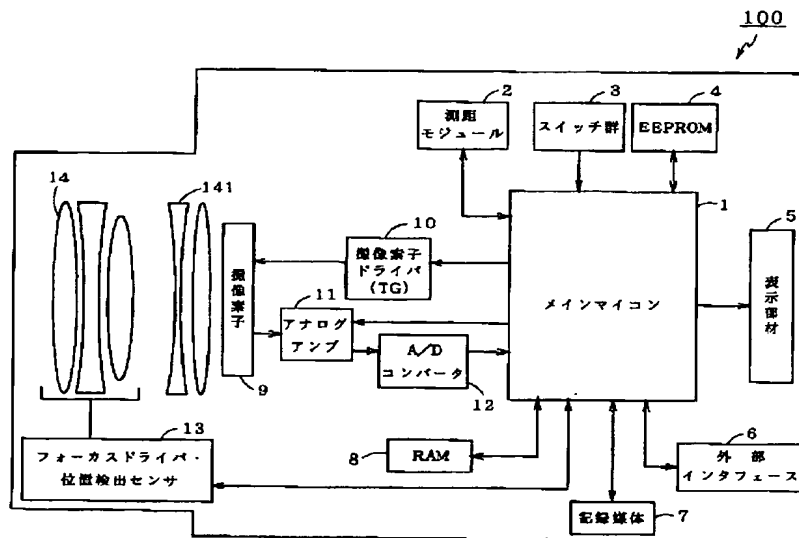 100
2
測距
モジュール
3
スイッチ群
4
EEPROM
1
メインマイコン
5
表示部材
14
141
撮像素子
9
10
撮像素子
ドライバ
(TG)
11
アナログ
アンプ
A/D
コンバータ
12
13
フォーカスドライバ・
位置検出センサ
8
RAM
6
外部
インタフェース
記録媒体
7